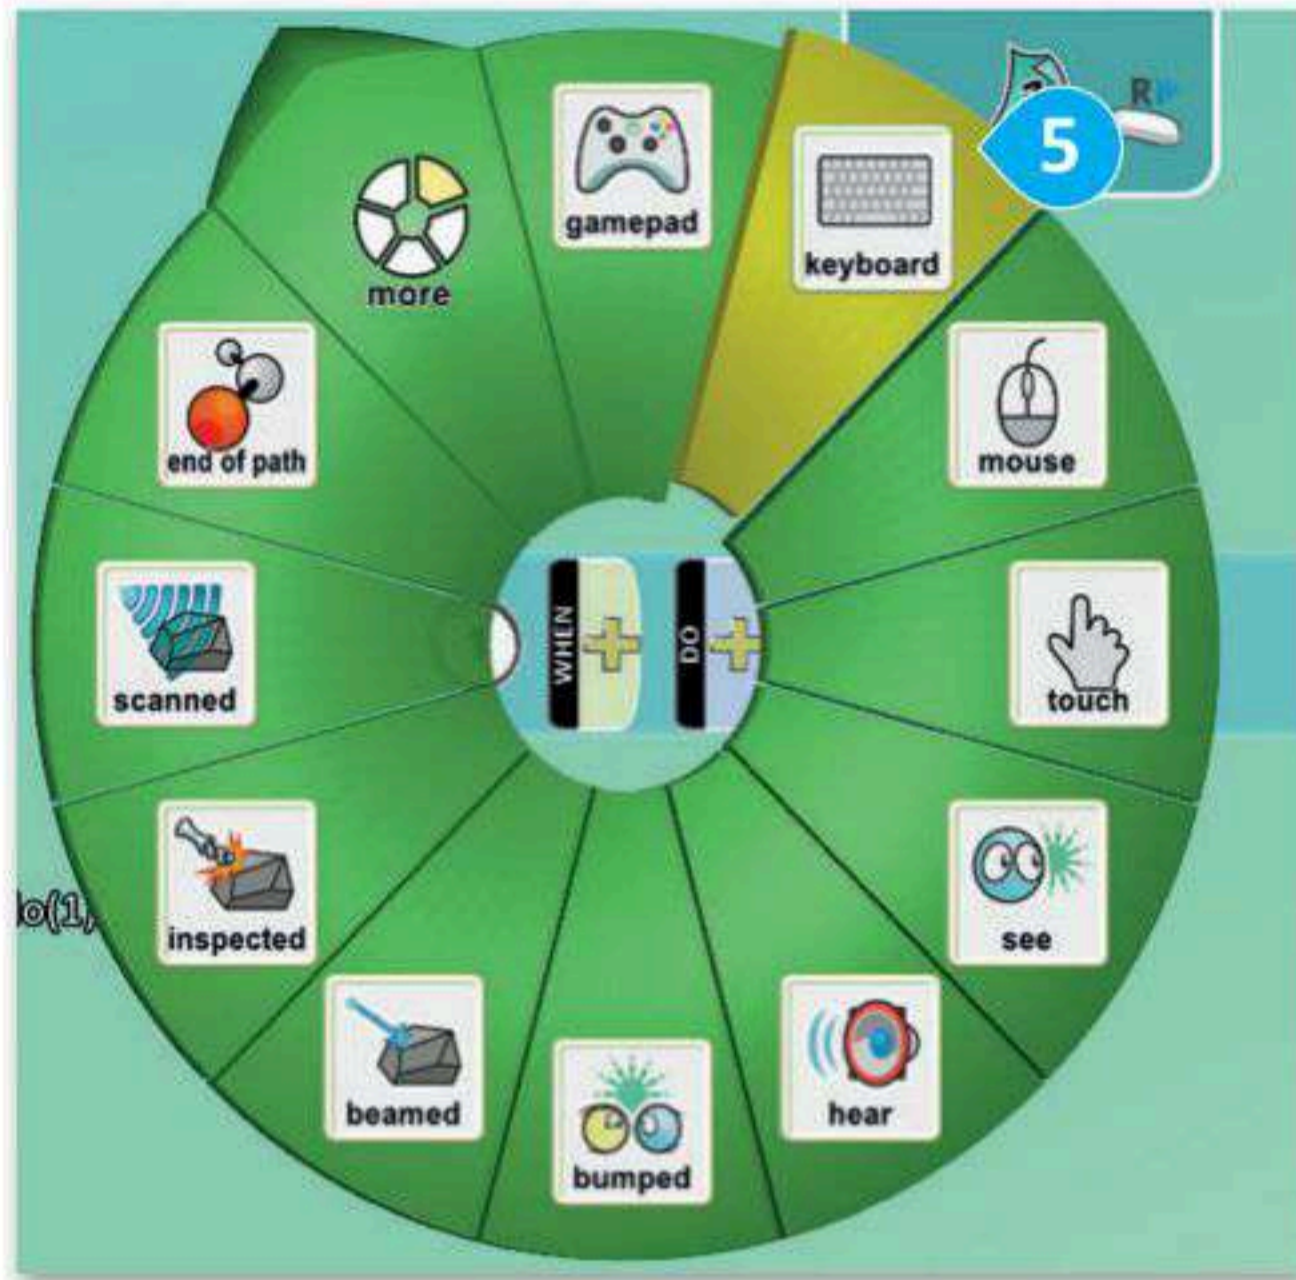 R
5
gamepad
keyboard
more
mouse
end of path
WHEN
DO
touch
scanned
see
inspected
hear
beamed
bumped